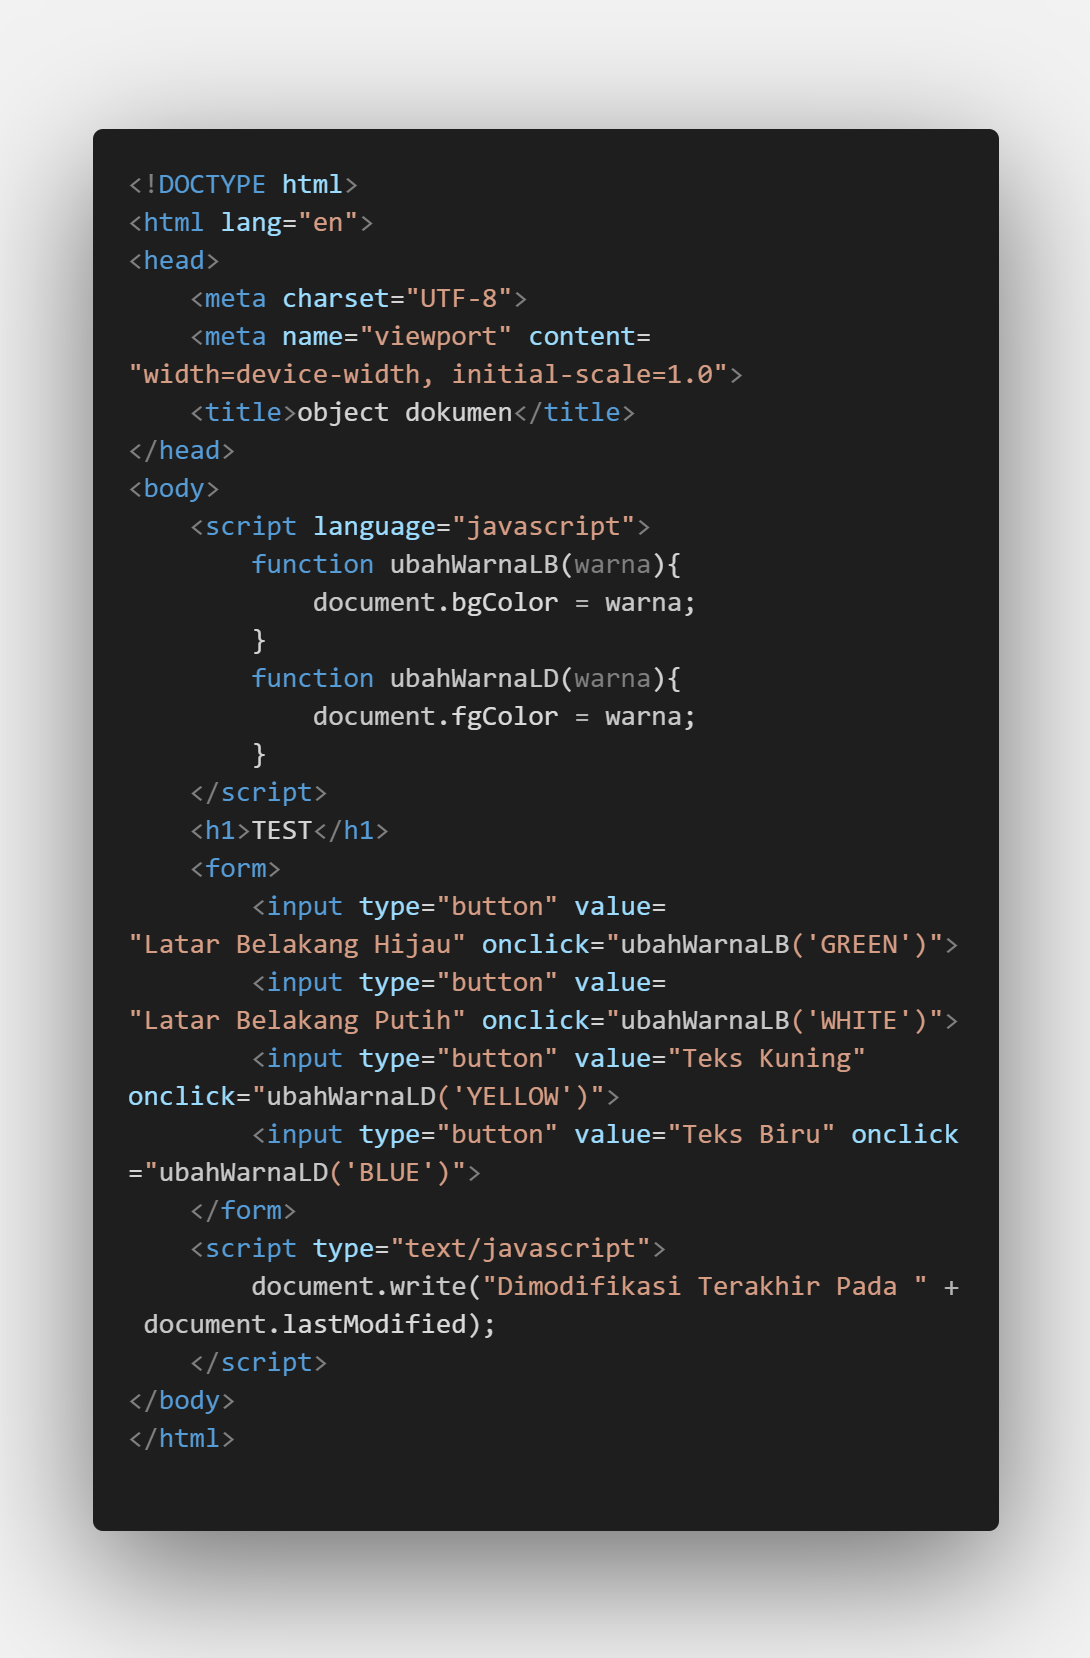 <!DOCTYPE html>
<html lang="en">
<head>
    <meta charset="UTF-8">
    <meta name="viewport" content=
"width=device-width, initial-scale=1.0">
    <title>object dokumen</title>
</head>
<body>
    <script language="javascript">
        function ubahWarnaLB(warna){
            document.bgColor = warna;
        }
        function ubahWarnaLD(warna){
            document.fgColor = warna;
        }
    </script>
    <h1>TEST</h1>
    <form>
        <input type="button" value=
"Latar Belakang Hijau" onclick="ubahWarnaLB('GREEN')">
        <input type="button" value=
"Latar Belakang Putih" onclick="ubahWarnaLB('WHITE')">
        <input type="button" value="Teks Kuning"
onclick="ubahWarnaLD('YELLOW')">
        <input type="button" value="Teks Biru" onclick
="ubahWarnaLD('BLUE')">
    </form>
    <script type="text/javascript">
        document.write("Dimodifikasi Terakhir Pada " +
 document.lastModified);
    </script>
</body>
</html>